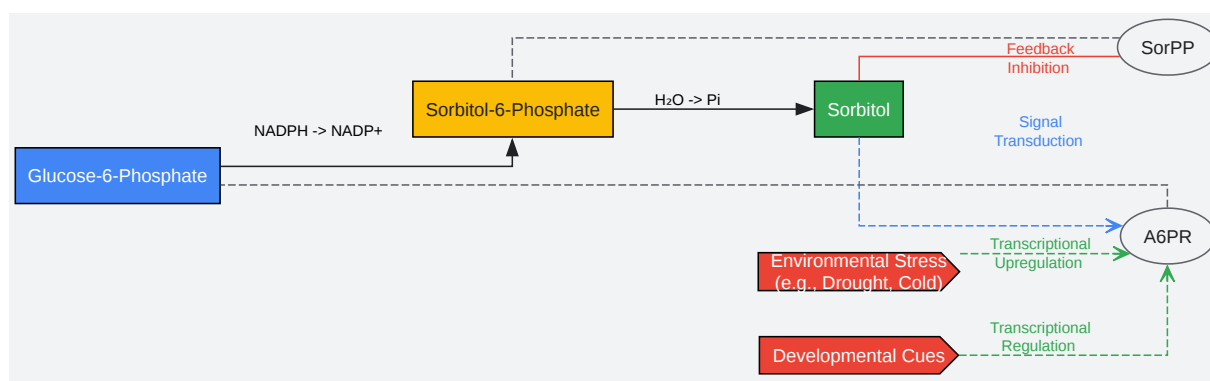 SorPP
Feedback
Inhibition
Sorbitol-6-Phosphate
H₂O -> Pi
Sorbitol
NADPH -> NADP+
Signal
Transduction
Glucose-6-Phosphate
A6PR
Transcriptional
Upregulation
Environmental Stress
(e.g., Drought, Cold)
Transcriptional
Regulation
Developmental Cues